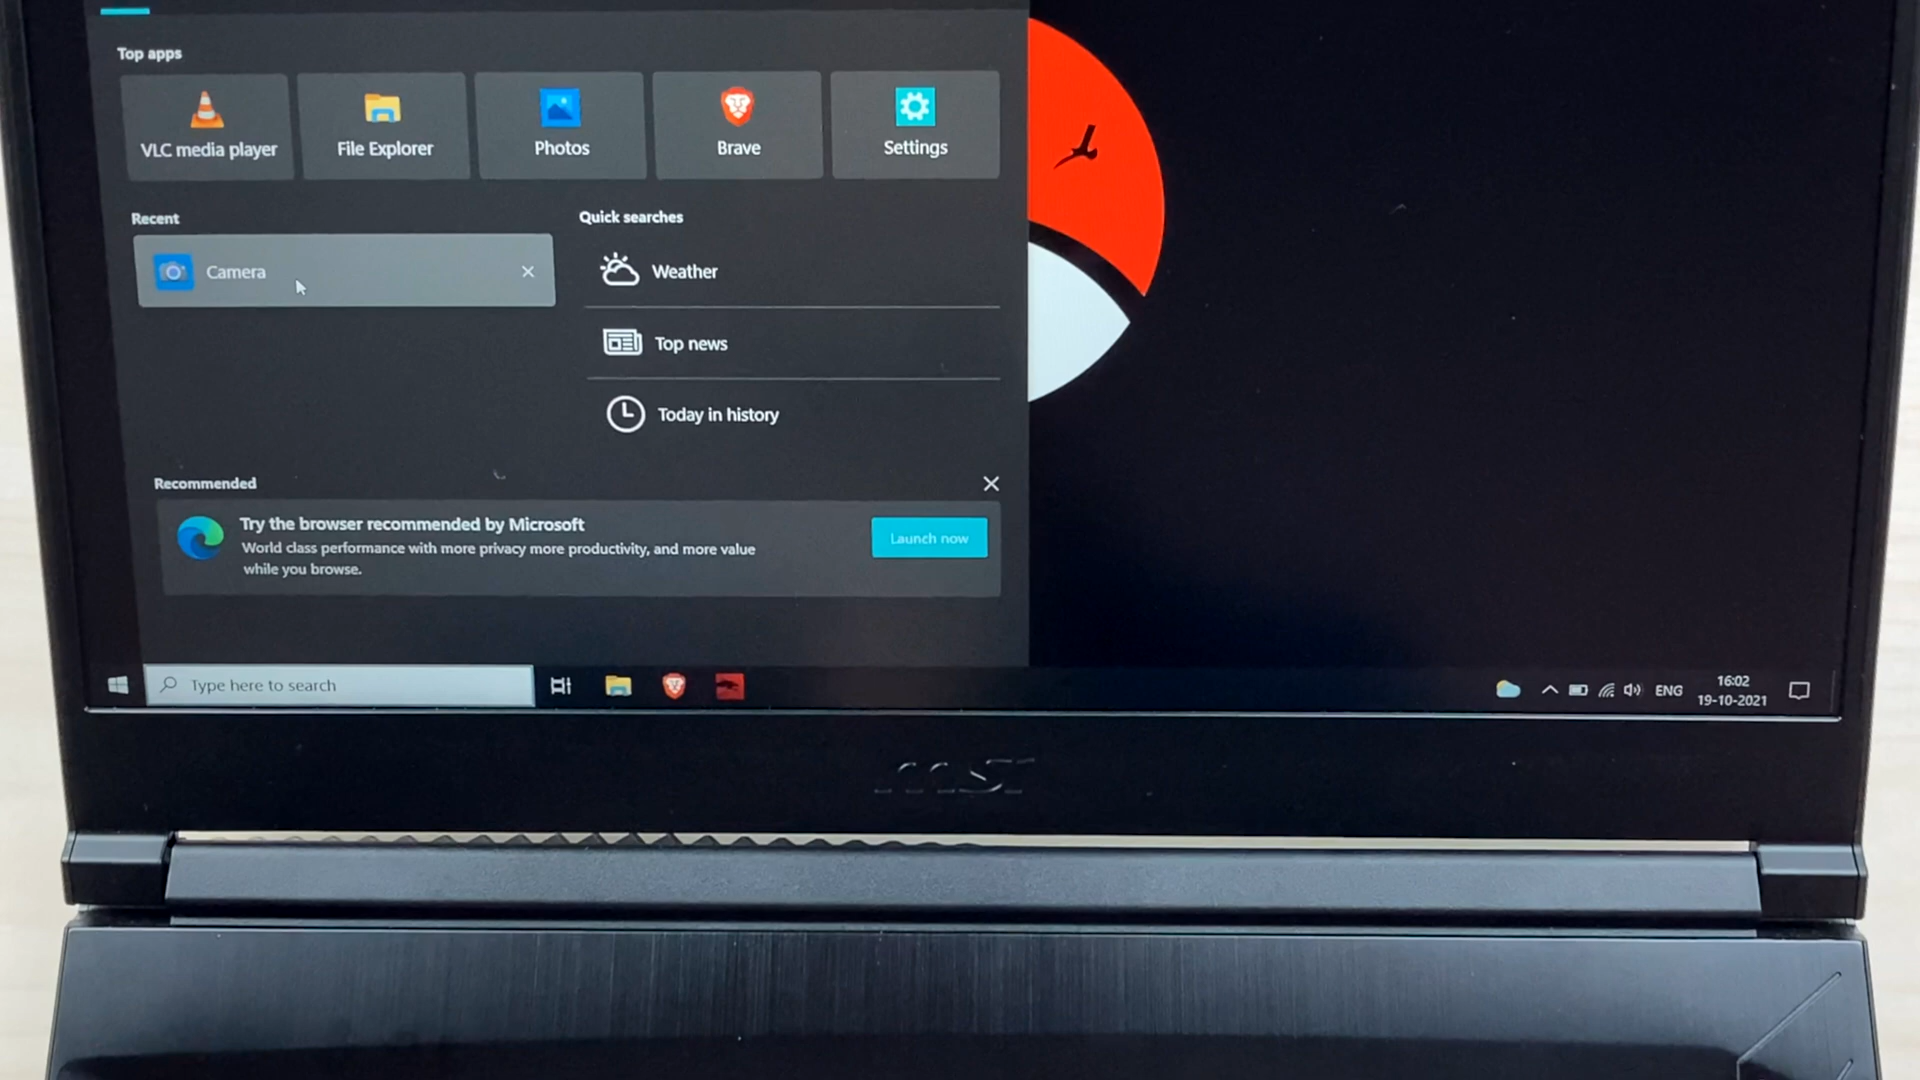 Top apps
VLC media player
File Explorer
Photos
Brave
Settings
Recent
Quick searches
Camera
Weather
Top news
Today in history
Recommended
Try the browser recommended by Microsoft
World class performance with more privacy more productivity, and more value
while you browse.
Launch now
Type here to search
ENG
16:02
19-10-2021
msi